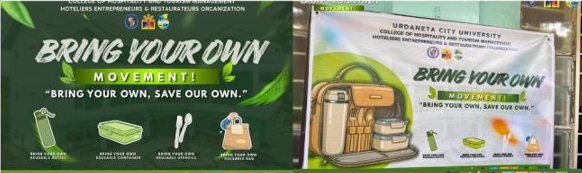 COLLEGE OF HOSPITALITY AND TOURISM MANAGEMENT
HOTELIERS ENTREPRENEURS & RESTAURATEURS ORGANIZATION
BRING YOUR OWN
MOVEMENT!
"BRING YOUR OWN, SAVE OUR OWN."
BRING YOUR OWN
REUSABLE BOTTLE
BRING YOUR OWN
REUSABLE CONTAINER
BRING YOUR OWN
REUSABLE UTENSILS
BRING YOUR OWN
REUSABLE BAG
MOVEMENT!
URDANETA CITY UNIVERSITY
COLLEGE OF HOSPITALITY AND TOURISM MANAGEMENT
HOTELIERS ENTREPRENEURS & RESTAURATEURS ORGANIZATION
BRING YOUR OWN
MOVEMENT!
"BRING YOUR OWN, SAVE OUR OWN."